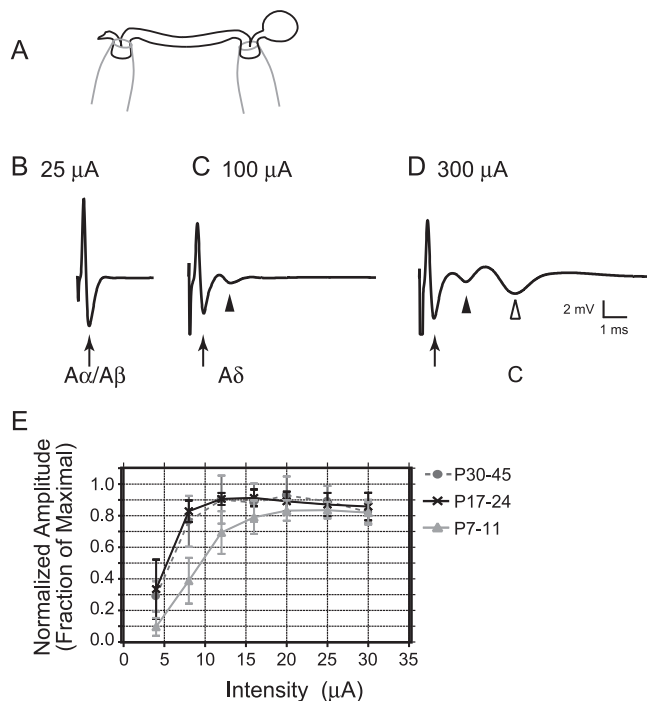 A
B 25 μA
C 100 μA
D 300 μA
2 mV
1 ms
Aα/Aβ
Aδ
C
E
Normalized Amplitude
(Fraction of Maximal)
1.0
0.8
0.6
0.4
0.2
0.0
0 5 10 15 20 25 30 35
Intensity (μA)
P30-45
P17-24
P7-11